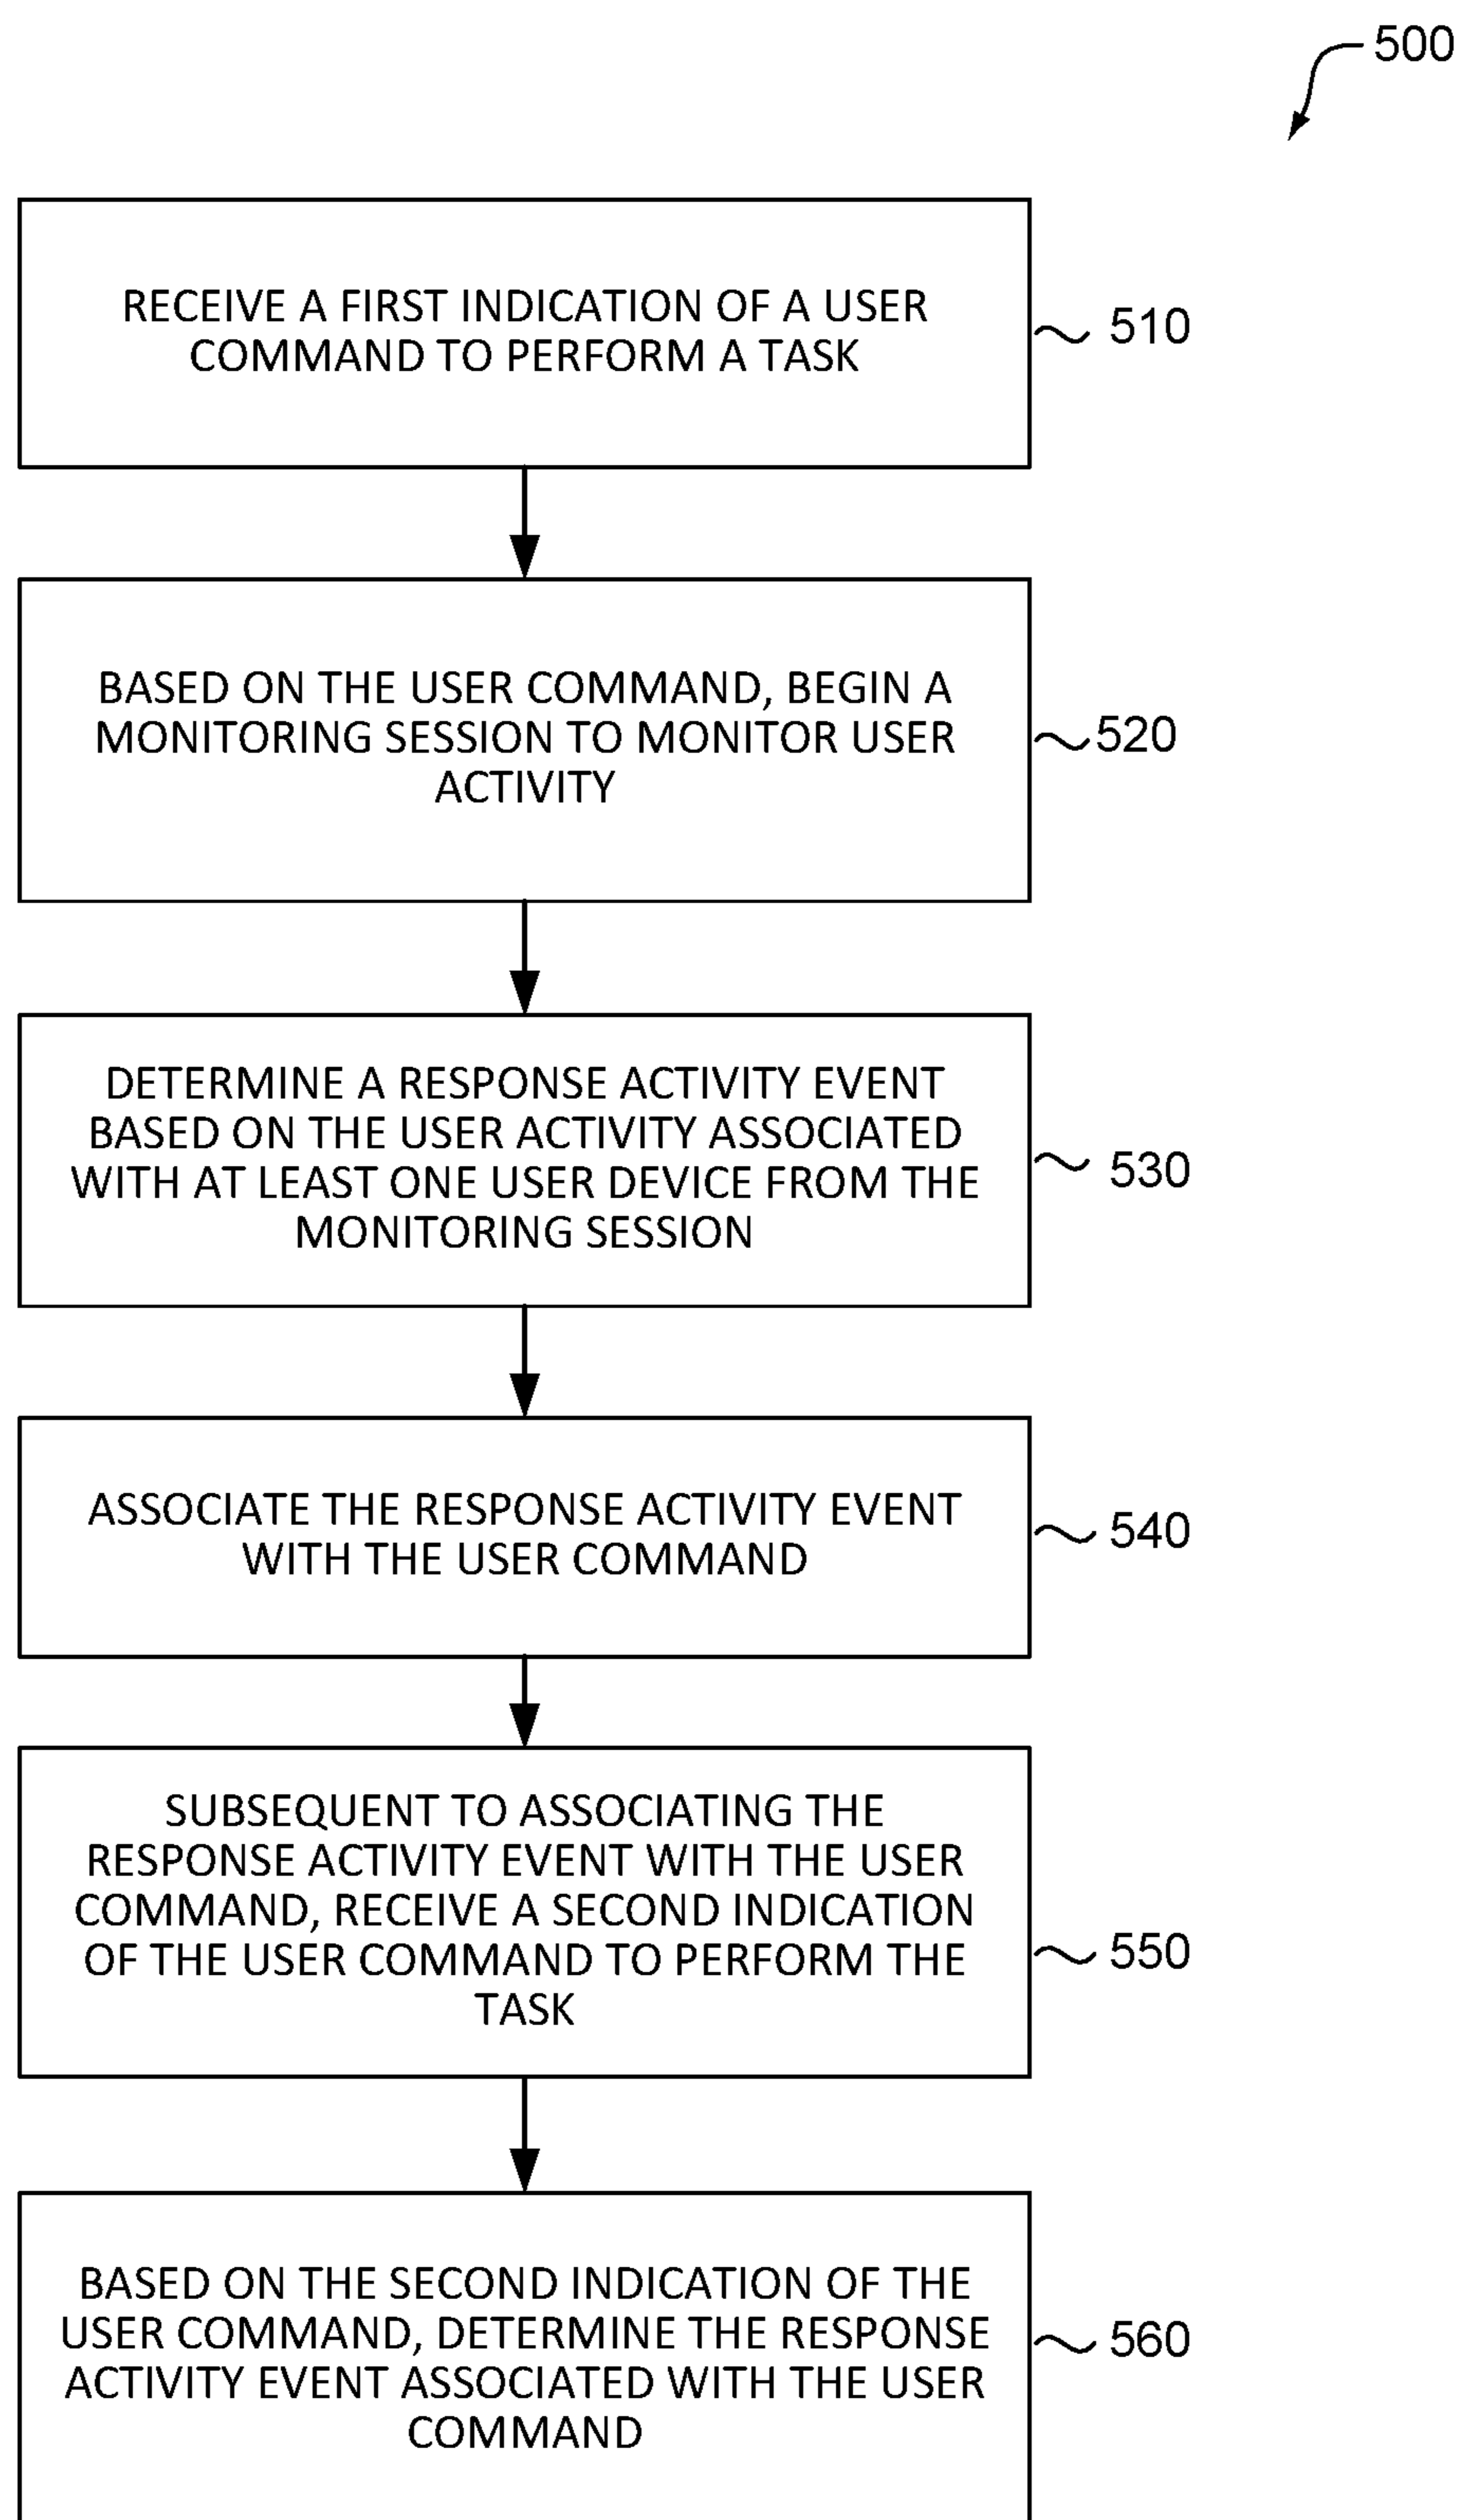 500
RECEIVE A FIRST INDICATION OF A USER
COMMAND TO PERFORM A TASK
510
BASED ON THE USER COMMAND, BEGIN A
MONITORING SESSION TO MONITOR USER
ACTIVITY
520
DETERMINE A RESPONSE ACTIVITY EVENT
BASED ON THE USER ACTIVITY ASSOCIATED
WITH AT LEAST ONE USER DEVICE FROM THE
MONITORING SESSION
530
ASSOCIATE THE RESPONSE ACTIVITY EVENT
WITH THE USER COMMAND
540
SUBSEQUENT TO ASSOCIATING THE
RESPONSE ACTIVITY EVENT WITH THE USER
COMMAND, RECEIVE A SECOND INDICATION
OF THE USER COMMAND TO PERFORM THE
TASK
550
BASED ON THE SECOND INDICATION OF THE
USER COMMAND, DETERMINE THE RESPONSE
ACTIVITY EVENT ASSOCIATED WITH THE USER
COMMAND
560